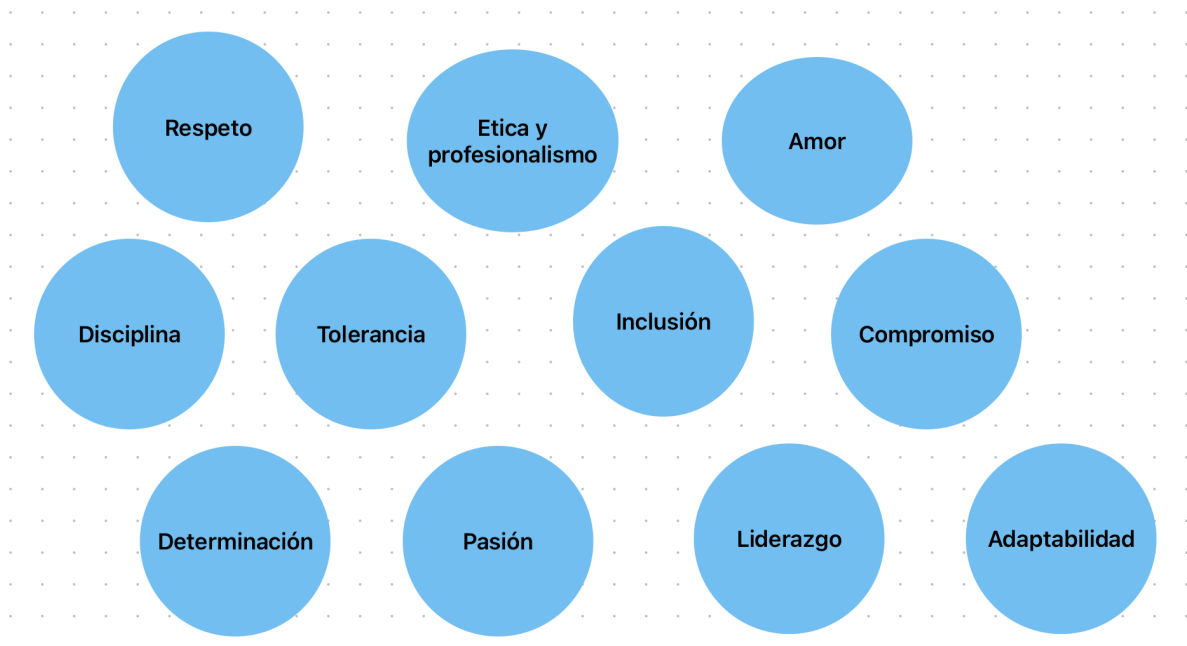 Respeto
Etica y
profesionalismo
Amor
Disciplina
Tolerancia
Inclusión
Compromiso
Determinación
Pasión
Liderazgo
Adaptabilidad